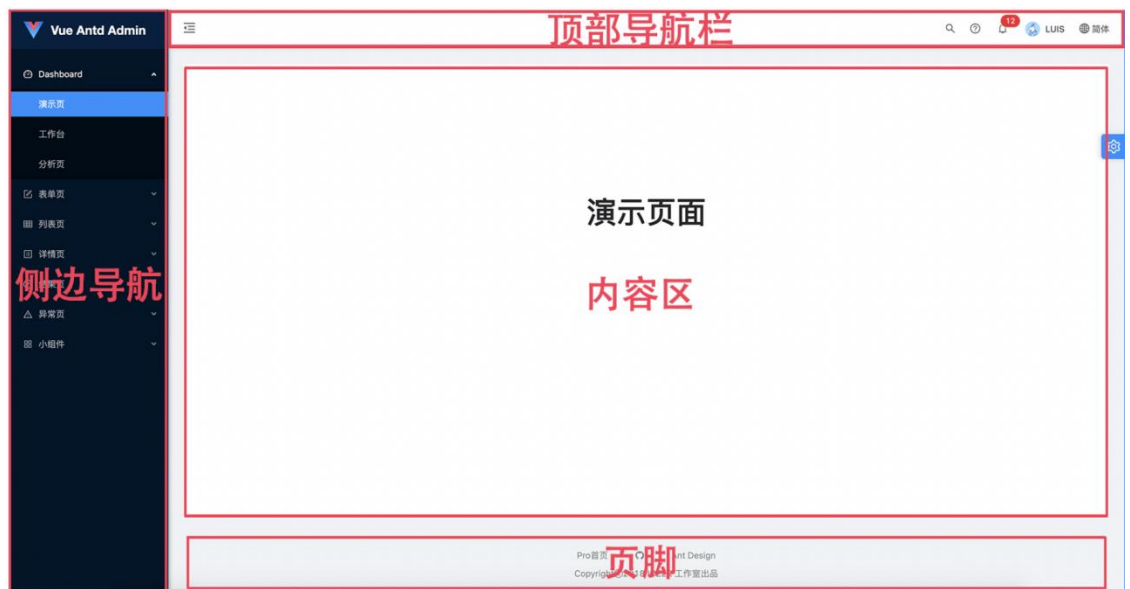 Vue Antd Admin
顶部导航栏
12
LUIS
简体
Dashboard
演示页
工作台
分析页
表单页
列表页
详情页
侧边导航
异常页
小组件
演示页面
内容区
Pro首页
Ant Design
页脚
Copyright
工作室出品